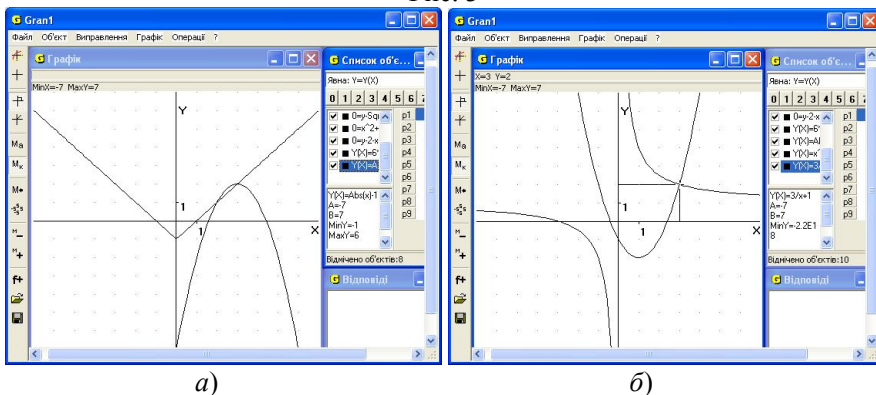 Gran1
Файл Об'єкт Виправлення Графік Операції ?
Графік
MinX=-7 MaxY=7
Y
1
1
X
Список об'є...
Явна: Y=Y(X)
0 1 2 3 4 5 6
0=y-Sqr
0=x^2+
0=y-2-x
Y(X)=6*
Y(X)=A
p1
p2
p3
p4
p5
p6
p7
p8
p9
Y(X)=Abs(x)-1
A=-7
B=7
MinY=-1
MaxY=6
Відмічено об'єктів:8
Відповіді
а)
Gran1
Файл Об'єкт Виправлення Графік Операції ?
Графік
X=3 Y=2
MinX=-7 MaxY=7
Y
1
1
X
Список об'є...
Явна: Y=Y(X)
0 1 2 3 4 5 6
0=y-2-x
Y(X)=6*
Y(X)=Al
Y(X)=x^
Y(X)=3/
p1
p2
p3
p4
p5
p6
p7
p8
p9
Y(X)=3/x+1
A=-7
B=7
MinY=-2.2E1
8
Відмічено об'єктів:10
Відповіді
б)